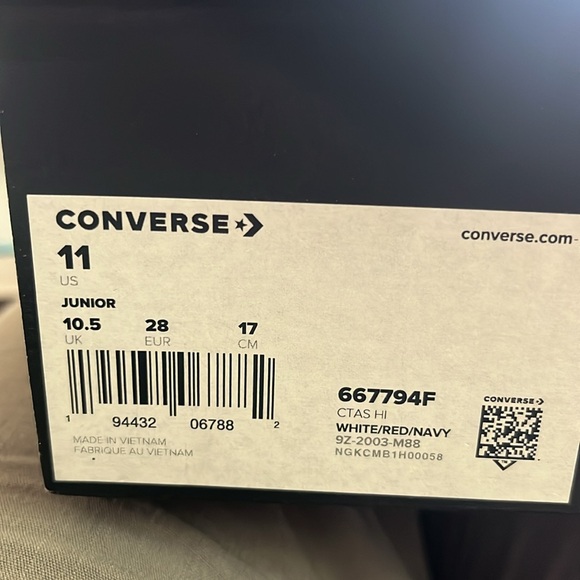 CONVERSE
converse.com-
11
US
JUNIOR
10.5 28 17
UK EUR CM
1 94432 06788 2
MADE IN VIETNAM
FABRIQUE AU VIETNAM
667794F
CTAS HI
WHITE/RED/NAVY
9Z-2003-M88
NGKCMB1H00058
CONVERSE